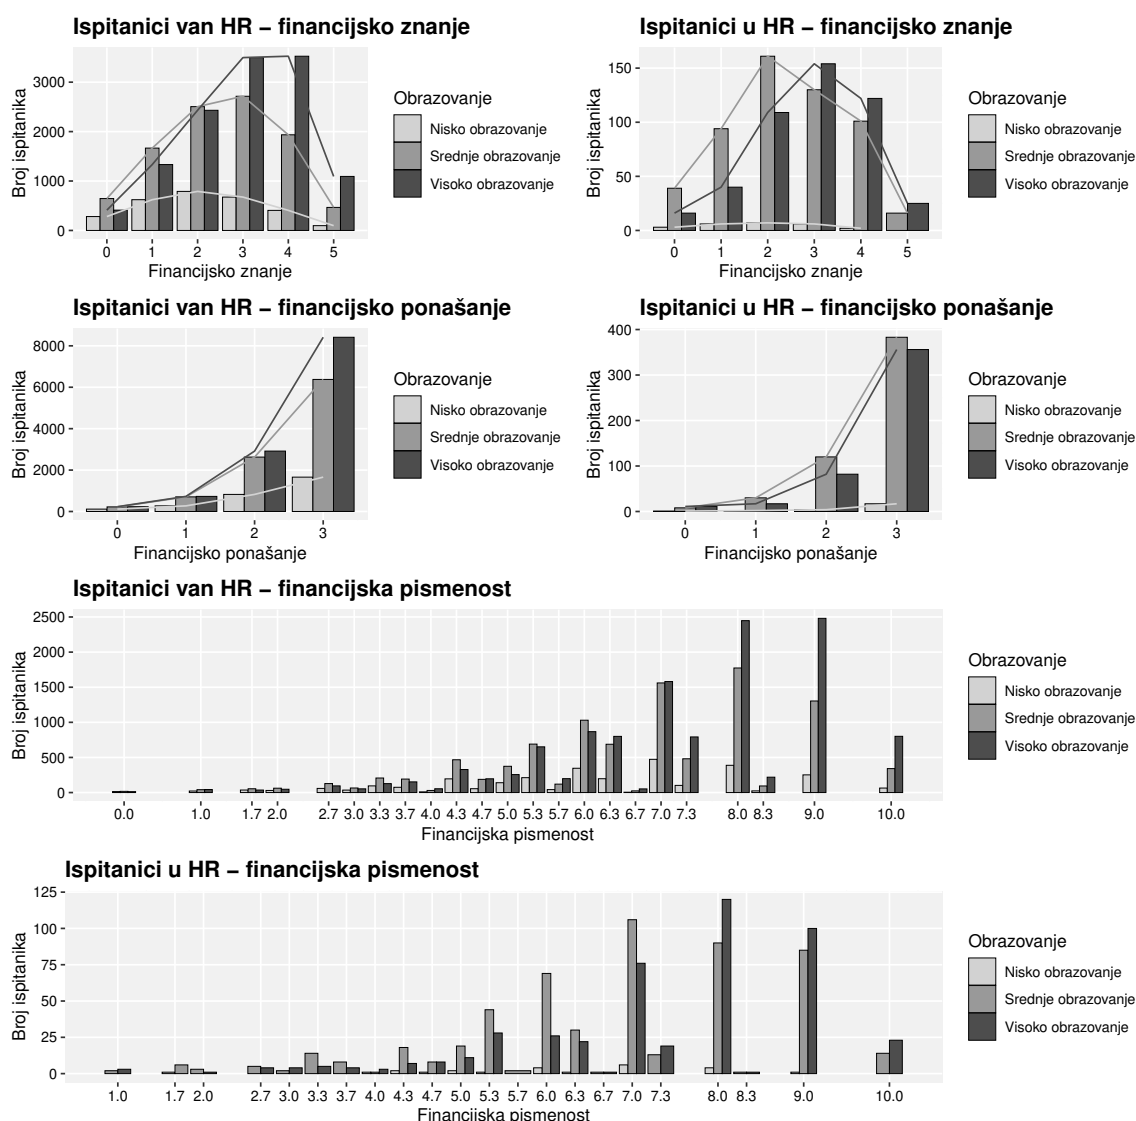 Ispitanici van HR – financijsko znanje
Broj ispitanika
3000
2000
1000
0
0 1 2 3 4 5
Financijsko znanje
Obrazovanje
Nisko obrazovanje
Srednje obrazovanje
Visoko obrazovanje
Ispitanici u HR – financijsko znanje
Broj ispitanika
150
100
50
0
0 1 2 3 4 5
Financijsko znanje
Obrazovanje
Nisko obrazovanje
Srednje obrazovanje
Visoko obrazovanje
Ispitanici van HR – financijsko ponašanje
Broj ispitanika
8000
6000
4000
2000
0
0 1 2 3
Financijsko ponašanje
Obrazovanje
Nisko obrazovanje
Srednje obrazovanje
Visoko obrazovanje
Ispitanici u HR – financijsko ponašanje
Broj ispitanika
400
300
200
100
0
0 1 2 3
Financijsko ponašanje
Obrazovanje
Nisko obrazovanje
Srednje obrazovanje
Visoko obrazovanje
Ispitanici van HR – financijska pismenost
Broj ispitanika
2500
2000
1500
1000
500
0
0.0 1.0 1.7 2.0 2.7 3.0 3.3 3.7 4.0 4.3 4.7 5.0 5.3 5.7 6.0 6.3 6.7 7.0 7.3 8.0 8.3 9.0 10.0
Financijska pismenost
Obrazovanje
Nisko obrazovanje
Srednje obrazovanje
Visoko obrazovanje
Ispitanici u HR – financijska pismenost
Broj ispitanika
125
100
75
50
25
0
1.0 1.7 2.0 2.7 3.0 3.3 3.7 4.0 4.3 4.7 5.0 5.3 5.7 6.0 6.3 6.7 7.0 7.3 8.0 8.3 9.0 10.0
Financijska pismenost
Obrazovanje
Nisko obrazovanje
Srednje obrazovanje
Visoko obrazovanje